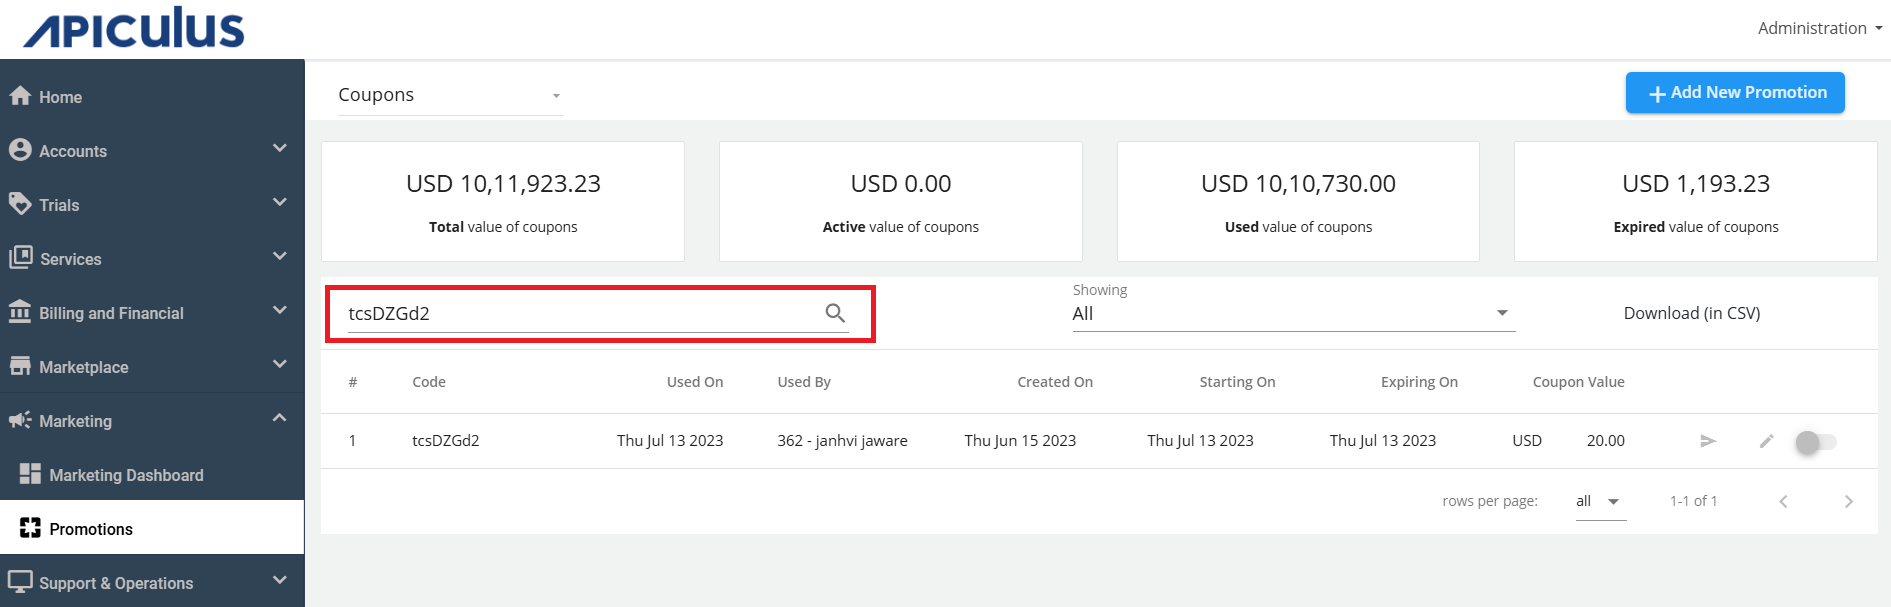 APICULUS
Administration
Home
Accounts
Trials
Services
Billing and Financial
Marketplace
Marketing
Marketing Dashboard
Promotions
Support & Operations
Coupons
+ Add New Promotion
USD 10,11,923.23
Total value of coupons
USD 0.00
Active value of coupons
USD 10,10,730.00
Used value of coupons
USD 1,193.23
Expired value of coupons
tcsDZGd2
Showing
All
Download (in CSV)
# Code Used On Used By Created On Starting On Expiring On Coupon Value
1 tcsDZGd2 Thu Jul 13 2023 362 - janhvi jaware Thu Jun 15 2023 Thu Jul 13 2023 Thu Jul 13 2023 USD 20.00
rows per page: all 1-1 of 1